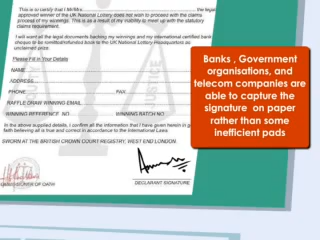 This is to certify that Mr/Mrs the legal
approved winner of the UK National Lottery does not wish to proceed with the claims
process of my winnings. This is as a result of my inability to meet up with the statutory
claims requirement.
I will want all the legal documents backing my winnings and my international certified bank
cheque to be
fund back to the UK National Lottery Headquarter as
unclaimed prize.
Please Fill in Your Details
NAME
ADDRESS
PHONE FAX:
RAFFLE DRAW WINNING EMAIL
WINNING REFERENCE NO WINNING BATCH NO
In the above supplied details, I confirm all the information that I have given herein in good
faith believing all is true and correct in accordance to the International Laws.
SWORN AT THE BRITISH CROWN COURT REGISTRY, WEST END LONDON.
OF OATH
DECLARANT SIGNATURE
JUSTICE
Banks , Government
organisations, and
telecom companies are
able to capture the
signature on paper
rather than some
inefficient pads